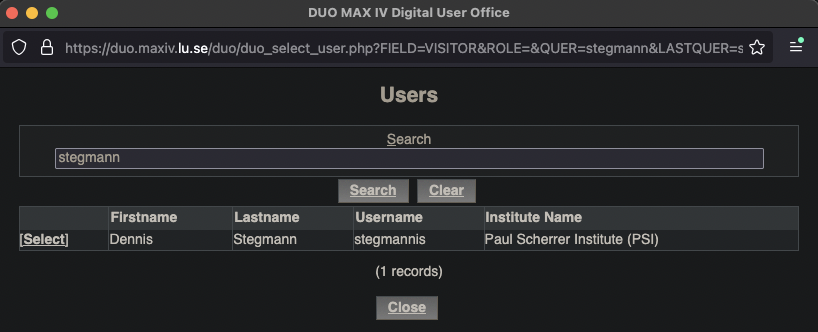 DUO MAX IV Digital User Office
https://duo.maxiv.lu.se/duo/duo_select_user.php?FIELD=VISITOR&ROLE=&QUER=stegmann&LASTQUER=s
Users
Search
stegmann
Search Clear
Firstname Lastname Username Institute Name
[Select] Dennis Stegmann stegmannis Paul Scherrer Institute (PSI)
(1 records)
Close